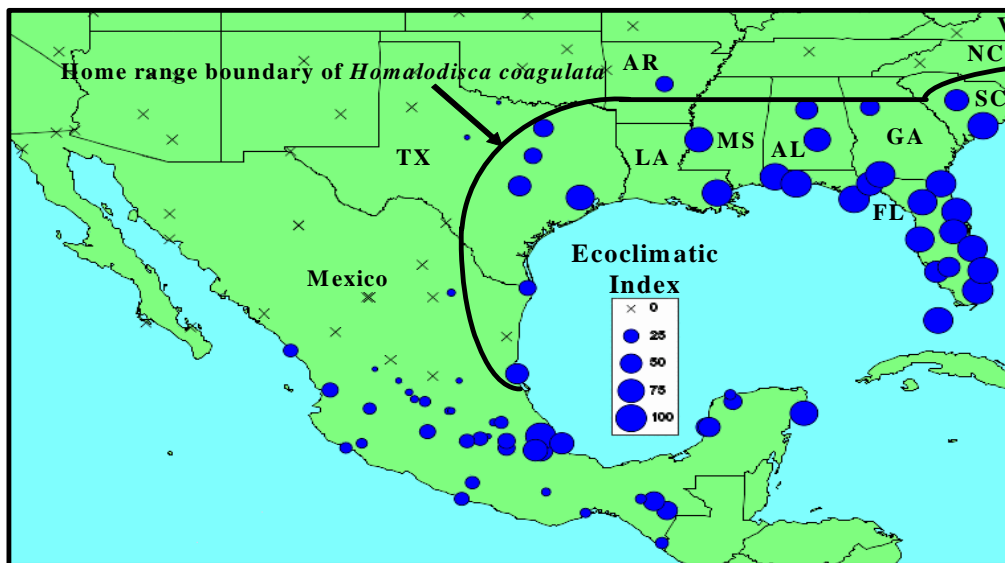 Home range boundary of Homalodisca coagulata
AR
NC
SC
TX
LA
MS
AL
GA
FL
Mexico
Ecoclimatic
Index
0
25
50
75
100